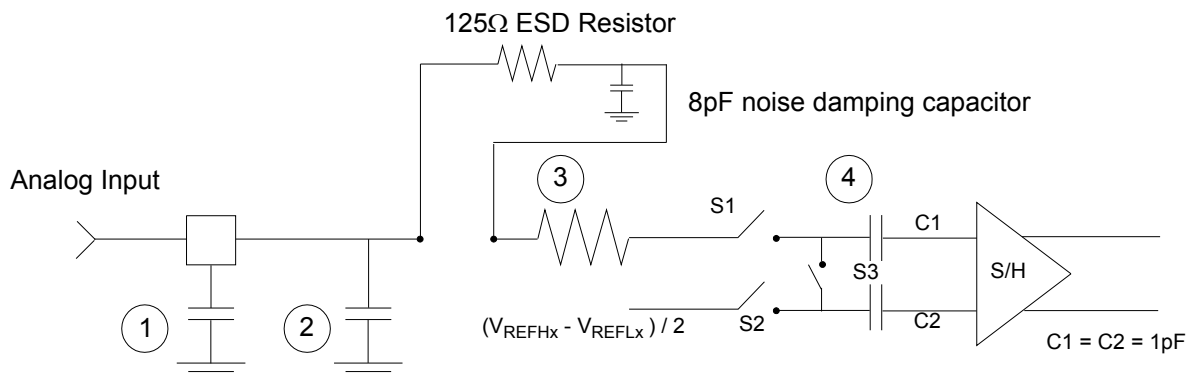 125Ω ESD Resistor
8pF noise damping capacitor
Analog Input
3
4
S1
C1
S3
S/H
1
2
(VREFHx - VREFLx ) / 2
S2
C2
C1 = C2 = 1pF